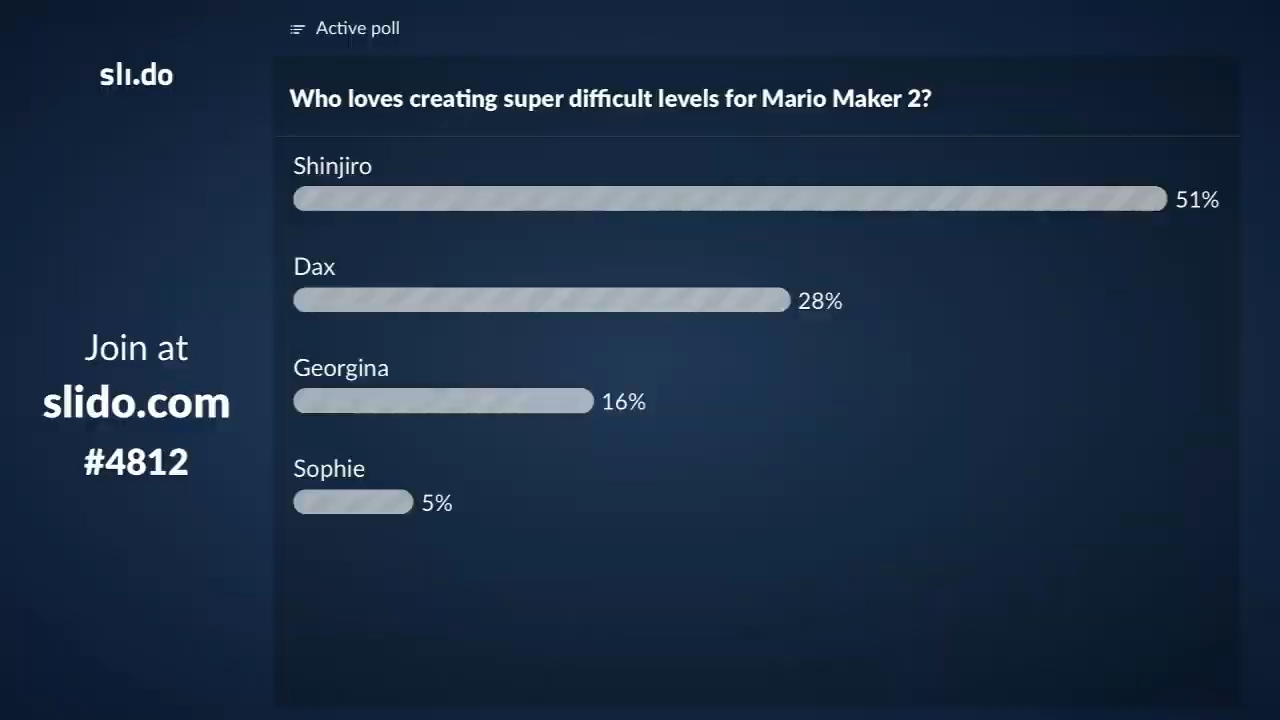 Active poll
sli.do
Who loves creating super difficult levels for Mario Maker 2?
Shinjiro
51%
Dax
28%
Georgina
16%
Sophie
5%
Join at
slido.com
#4812